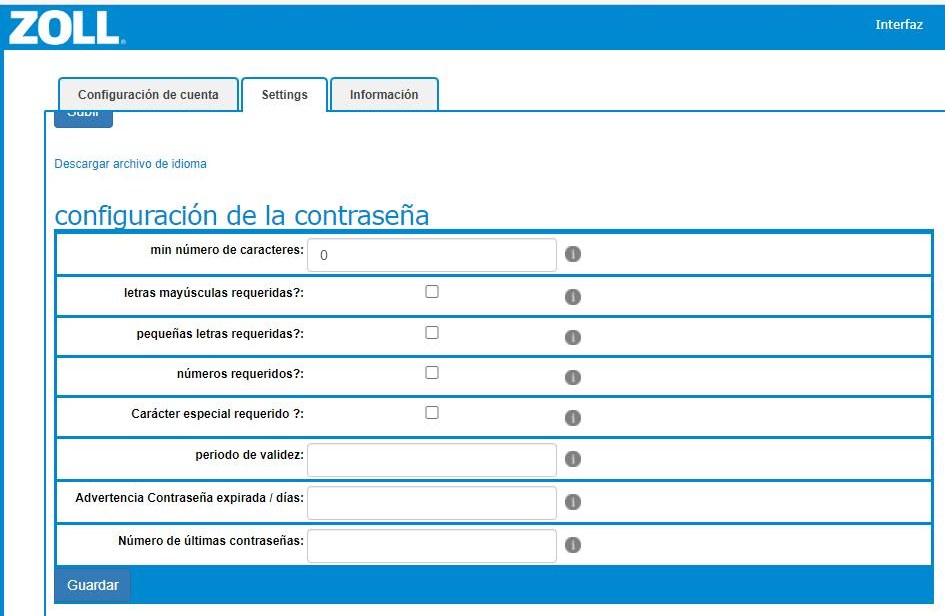 ZOLL
Interfaz
Configuración de cuenta
Settings
Información
Subir
Descargar archivo de idioma
configuración de la contraseña
min número de caracteres:
0
letras mayúsculas requeridas?:
pequeñas letras requeridas?:
números requeridos?:
Carácter especial requerido ?:
periodo de validez:
Advertencia Contraseña expirada / días:
Número de últimas contraseñas:
Guardar